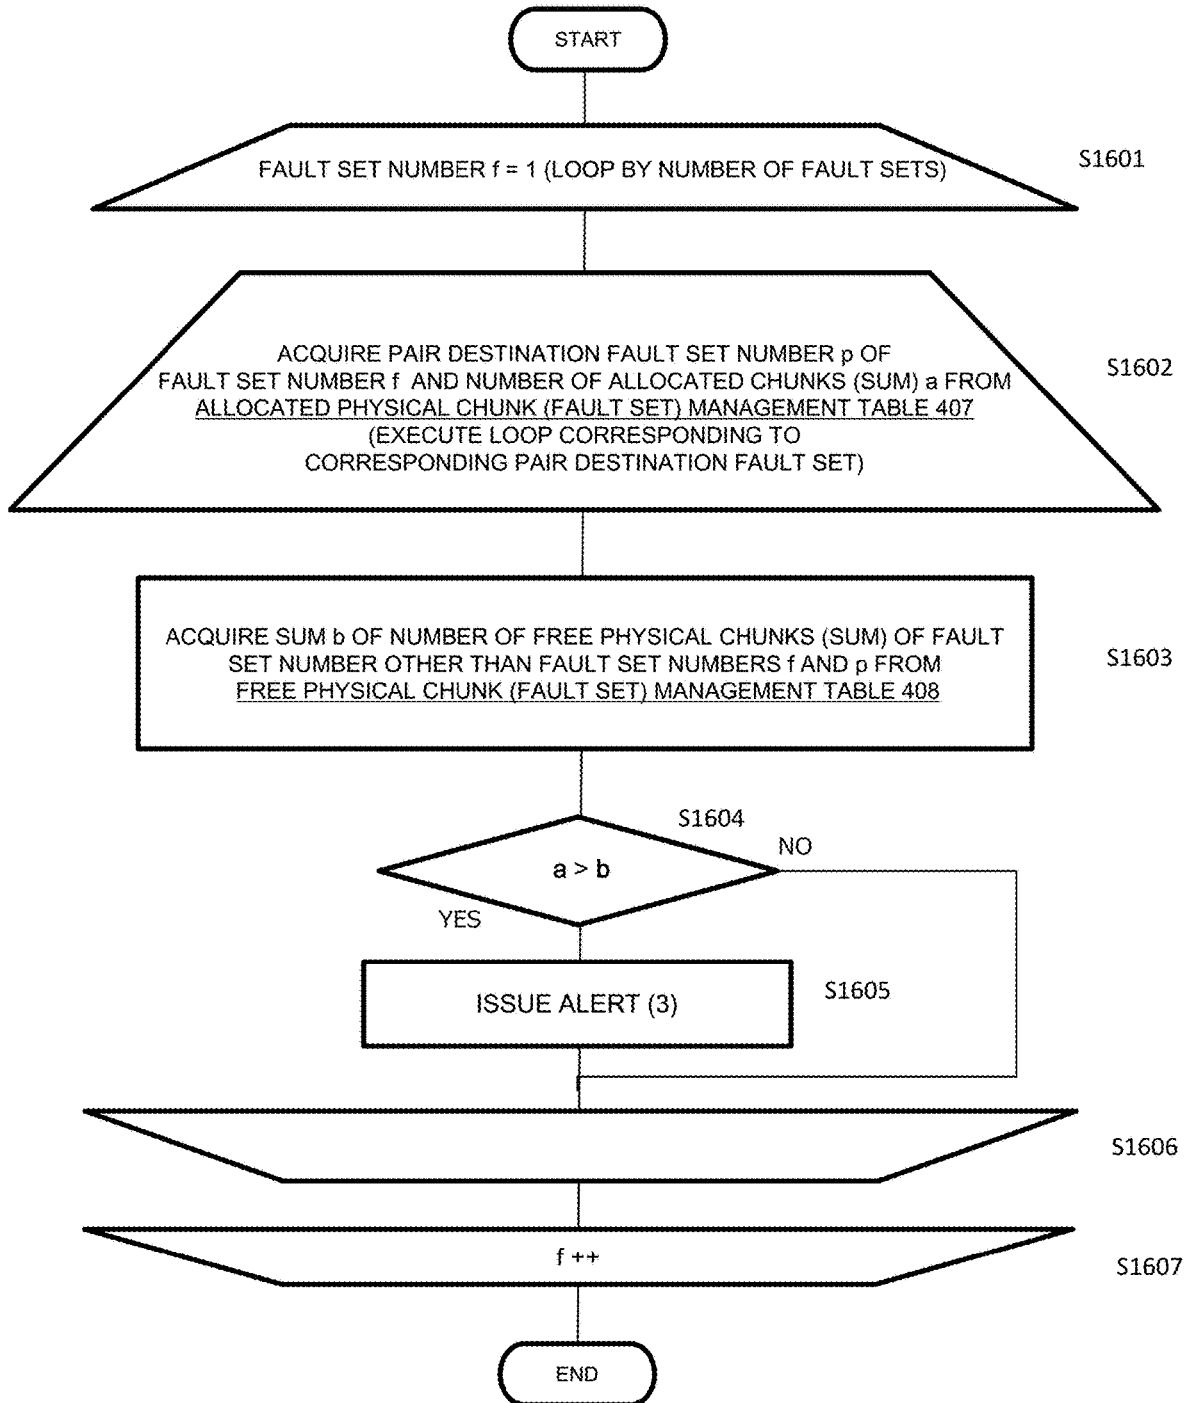 START
FAULT SET NUMBER f = 1 (LOOP BY NUMBER OF FAULT SETS)
S1601
ACQUIRE PAIR DESTINATION FAULT SET NUMBER p OF
FAULT SET NUMBER f AND NUMBER OF ALLOCATED CHUNKS (SUM) a FROM
ALLOCATED PHYSICAL CHUNK (FAULT SET) MANAGEMENT TABLE 407
(EXECUTE LOOP CORRESPONDING TO
CORRESPONDING PAIR DESTINATION FAULT SET)
S1602
ACQUIRE SUM b OF NUMBER OF FREE PHYSICAL CHUNKS (SUM) OF FAULT
SET NUMBER OTHER THAN FAULT SET NUMBERS f AND p FROM
FREE PHYSICAL CHUNK (FAULT SET) MANAGEMENT TABLE 408
S1603
S1604
a > b
NO
YES
ISSUE ALERT (3)
S1605
S1606
f ++
S1607
END